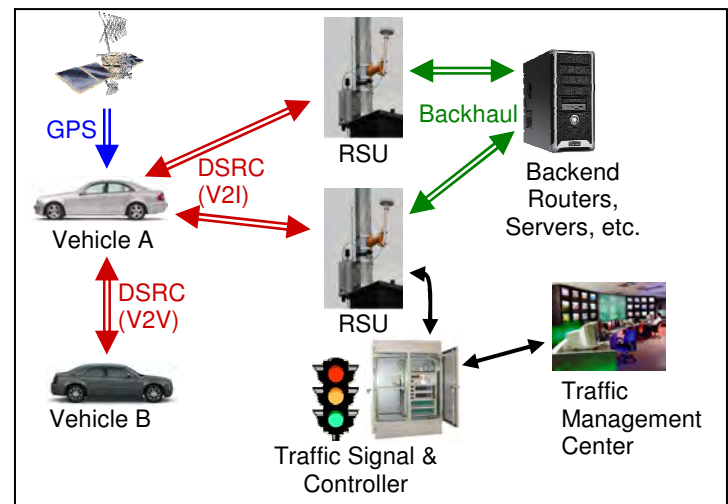 GPS
DSRC
(V2I)
RSU
Backhaul
Backend
Routers,
Servers, etc.
Vehicle A
DSRC
(V2V)
RSU
Vehicle B
Traffic Signal &
Controller
Traffic
Management
Center